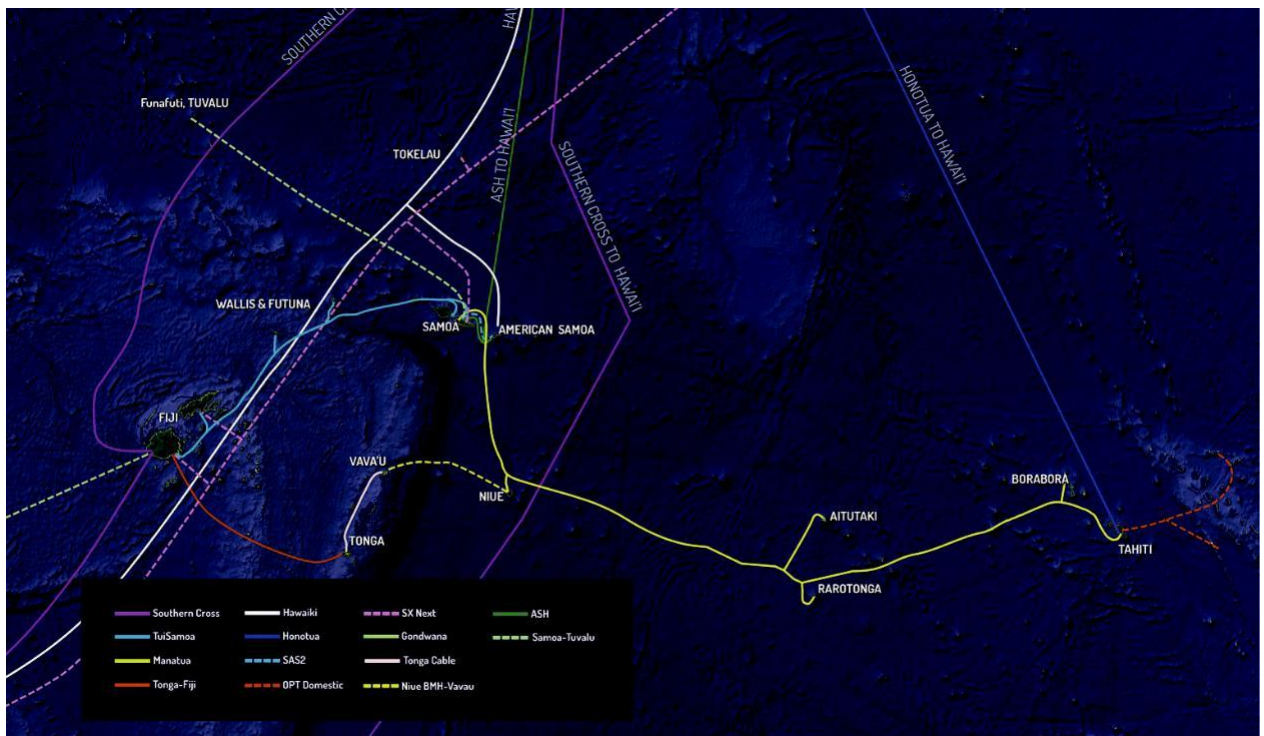 SOUTHERN
HAW
Funafuti, TUVALU
TOKELAU
ASH TO HAWAI'I
HONOTUA TO HAWAI'I
SOUTHERN CROSS TO HAWAI'I
WALLIS & FUTUNA
SAMOA
AMERICAN SAMOA
FIJI
VAVA'U
NIUE
BORABORA
AITUTAKI
TONGA
TAHITI
RAROTONGA
Southern Cross
Hawaiki
SX Next
ASH
TuiSamoa
Honotua
Gondwana
Samoa-Tuvalu
Manatua
SAS2
Tonga Cable
Tonga-Fiji
OPT Domestic
Niue BMH-Vavau